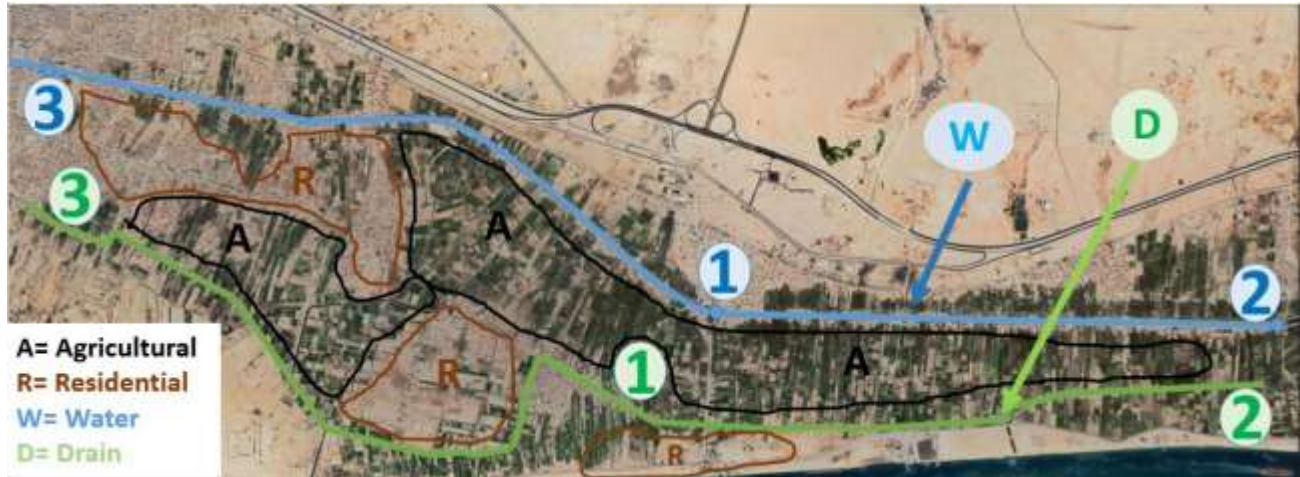 3
W
D
R
3
A
A
1
2
A= Agricultural
R= Residential
W= Water
D= Drain
R
1
A
2
R